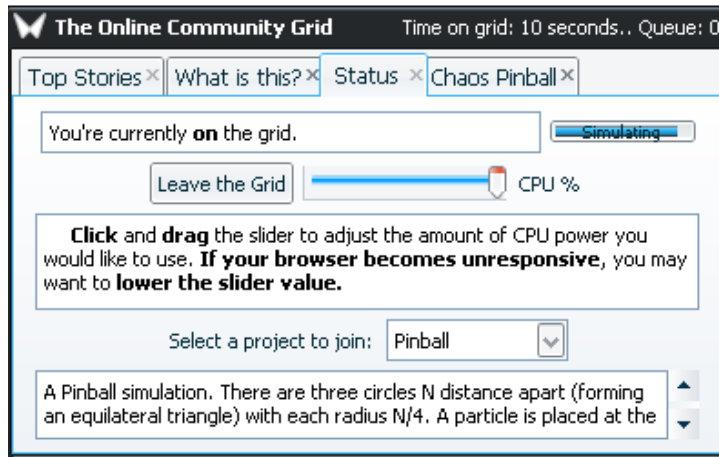 The Online Community Grid Time on grid: 10 seconds.. Queue: 0
Top Stories What is this? Status Chaos Pinball
You're currently on the grid. Simulating
Leave the Grid CPU %
Click and drag the slider to adjust the amount of CPU power you
would like to use. If your browser becomes unresponsive, you may
want to lower the slider value.
Select a project to join: Pinball
A Pinball simulation. There are three circles N distance apart (forming
an equilateral triangle) with each radius N/4. A particle is placed at the